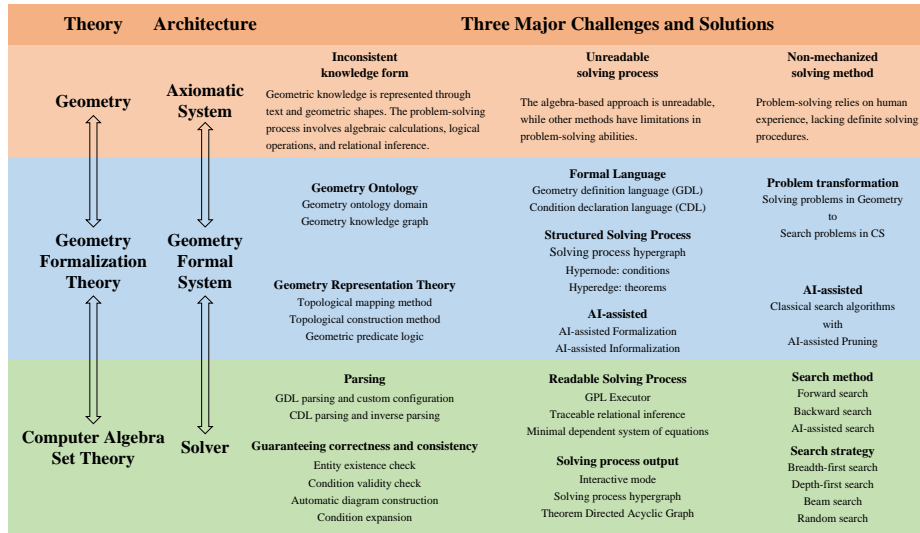 Theory
Architecture
Three Major Challenges and Solutions
Geometry
Axiomatic
System
Inconsistent
knowledge form
Geometric knowledge is represented through
text and geometric shapes. The problem-solving
process involves algebraic calculations, logical
operations, and relational inference.
Unreadable
solving process
The algebra-based approach is unreadable,
while other methods have limitations in
problem-solving abilities.
Non-mechanized
solving method
Problem-solving relies on human
experience, lacking definite solving
procedures.
Geometry
Formalization
Theory
Geometry
Formal
System
Geometry Ontology
Geometry ontology domain
Geometry knowledge graph
Geometry Representation Theory
Topological mapping method
Topological construction method
Geometric predicate logic
Formal Language
Geometry definition language (GDL)
Condition declaration language (CDL)
Structured Solving Process
Solving process hypergraph
Hypernode: conditions
Hyperedge: theorems
AI-assisted
AI-assisted Formalization
AI-assisted Informalization
Problem transformation
Solving problems in Geometry
to
Search problems in CS
AI-assisted
Classical search algorithms
with
AI-assisted Pruning
Computer Algebra
Set Theory
Solver
Parsing
GDL parsing and custom configuration
CDL parsing and inverse parsing
Guaranteeing correctness and consistency
Entity existence check
Condition validity check
Automatic diagram construction
Condition expansion
Readable Solving Process
GPL Executor
Traceable relational inference
Minimal dependent system of equations
Solving process output
Interactive mode
Solving process hypergraph
Theorem Directed Acyclic Graph
Search method
Forward search
Backward search
AI-assisted search
Search strategy
Breadth-first search
Depth-first search
Beam search
Random search